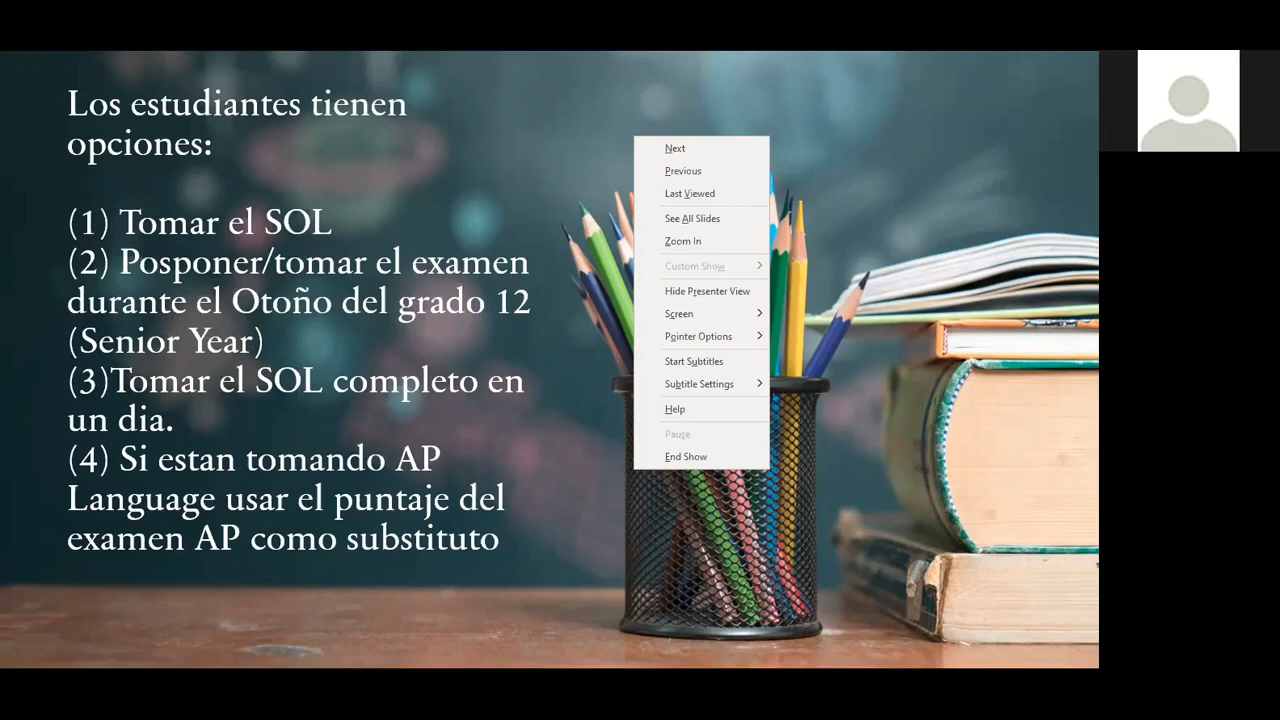 Los estudiantes tienen
opciones:
(1) Tomar el SOL
(2) Posponer/tomar el examen
durante el Otoño del grado 12
(Senior Year)
(3)Tomar el SOL completo en
un dia.
(4) Si estan tomando AP
Language usar el puntaje del
examen AP como substituto
Next
Previous
Last Viewed
See All Slides
Zoom In
Custom Show
Hide Presenter View
Screen
Pointer Options
Start Subtitles
Subtitle Settings
Help
Pause
End Show